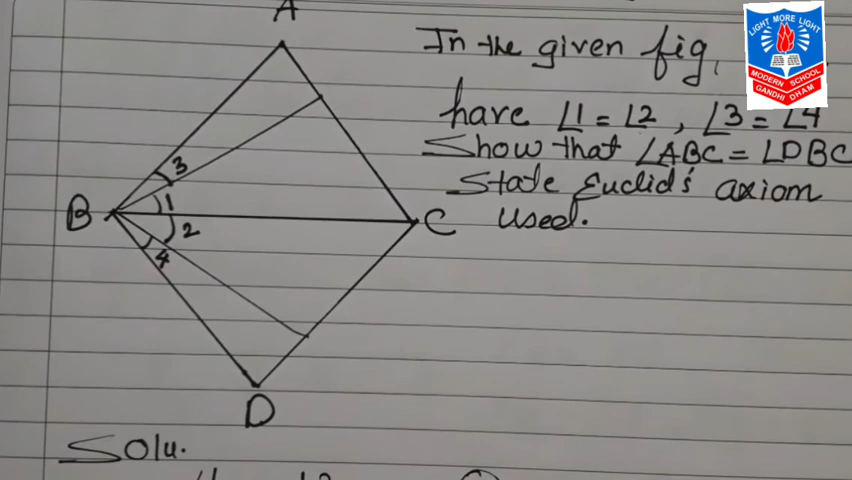 A
In the given fig,
have ∠1 = ∠2 , ∠3 = ∠4
Show that ∠ABC = ∠DBC
State Euclid's axiom
used.
3
B
1
C
2
4
D
Solu.
LIGHT MORE LIGHT
MODERN SCHOOL
GANDHI DHAM